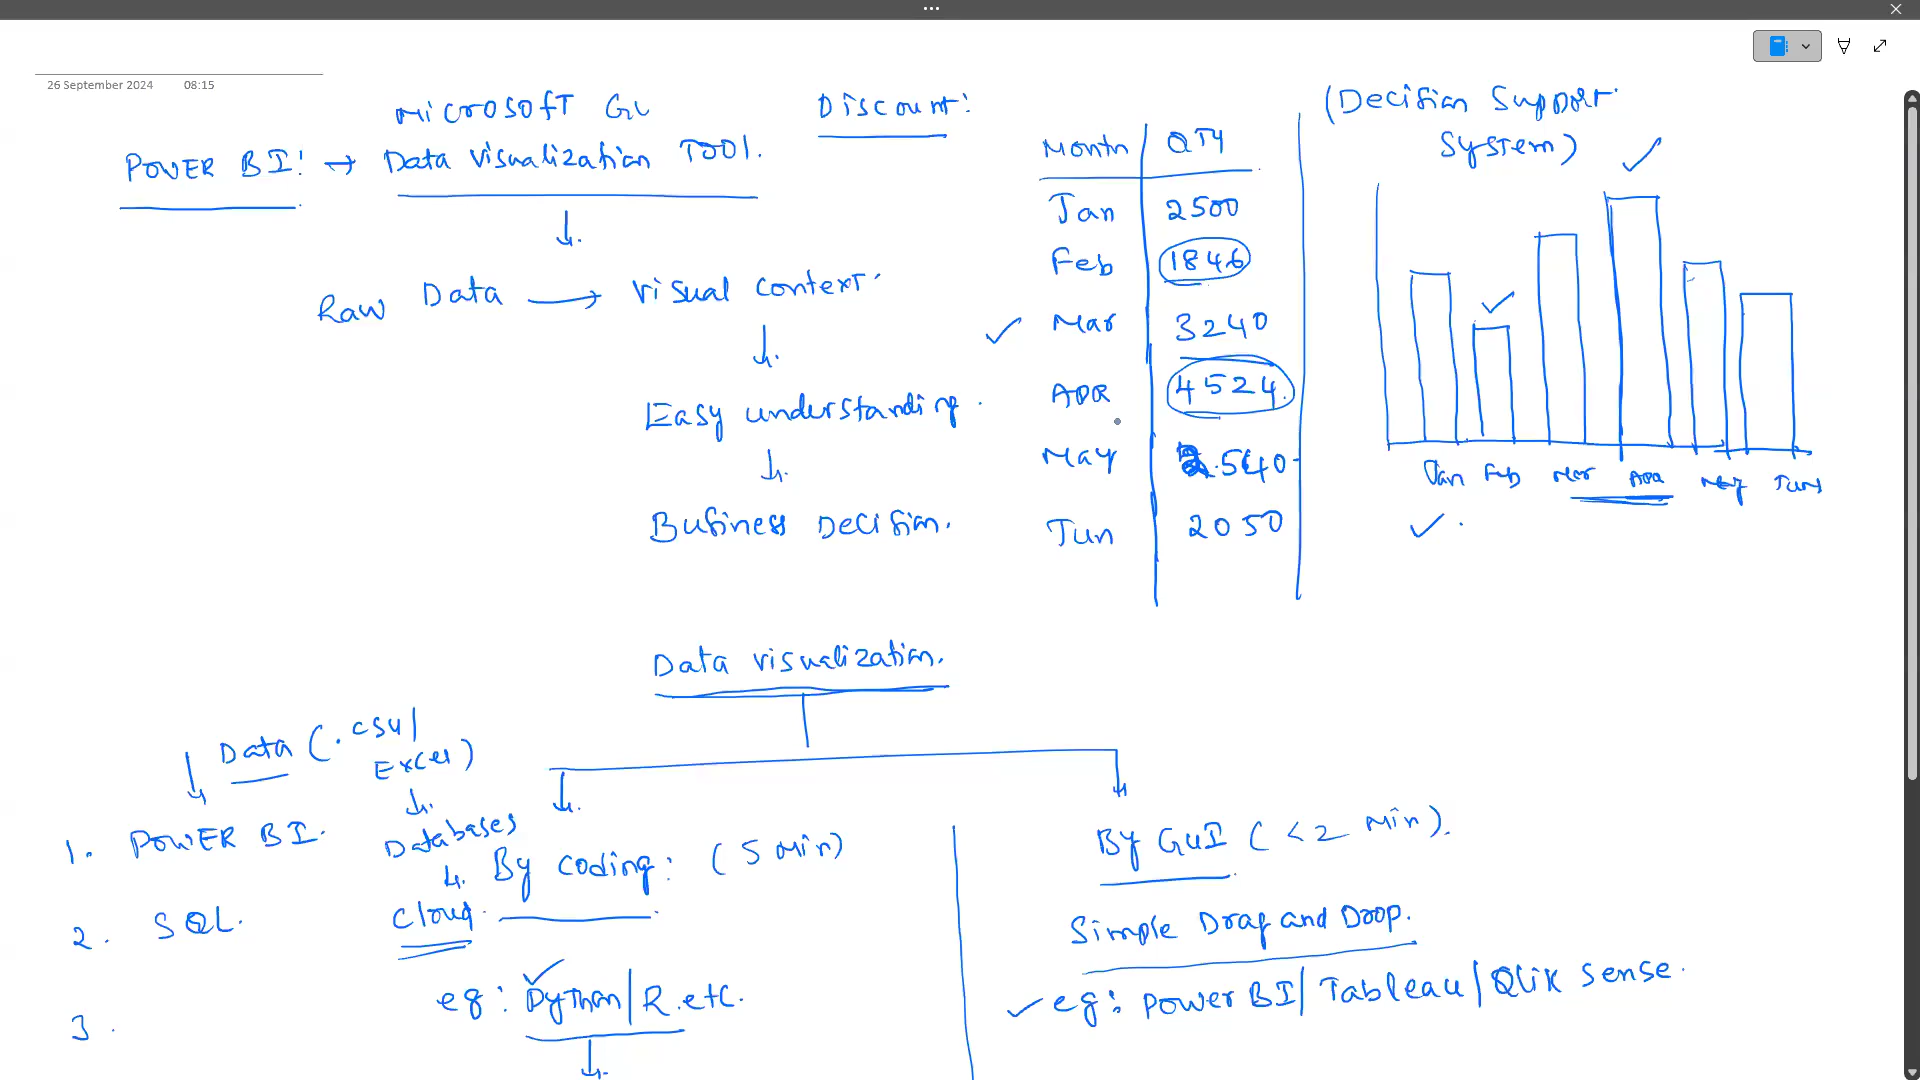 26 September 2024 08:15
Microsoft GU
POWER BI: → Data visualization Tool.
Raw Data → visual context.
Easy understanding.
Business Decision.
Discount:
Month QTY
Jan 2500
Feb 1846
Mar 3240
APR 4524
May 2540
Jun 2050
(Decision Support
System)
Jan Feb Mar APR May Jun
Data visualization.
Data (.csv/
Excel)
Databases
Cloud.
1. POWER BI.
2. SQL.
3.
By coding: (5 Min)
eg: Python/R.etc.
By GUI (<2 Min).
Simple Drag and Drop.
eg: Power BI/Tableau/Qlik Sense.